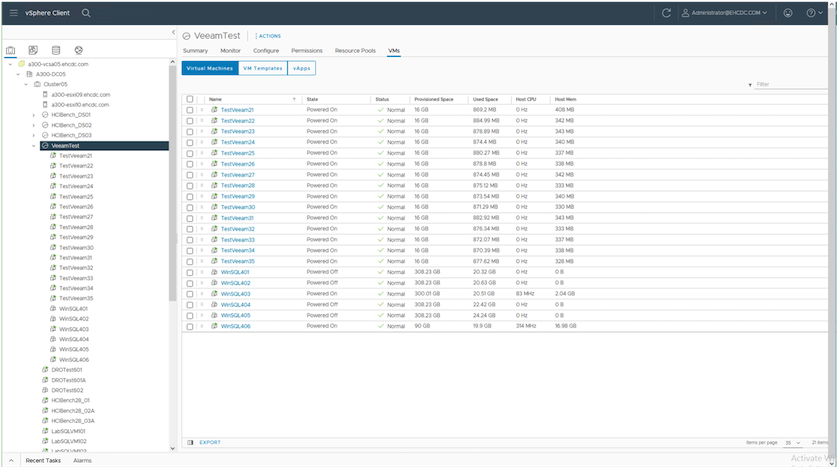 vSphere Client
Administrator@EHCDC.COM
VeeamTest ACTIONS
Summary Monitor Configure Permissions Resource Pools VMs
Virtual Machines VM Templates vApps
Filter
a300-vcsa05.ehcdc.com
A300-DC05
Cluster05
a300-esxi09.ehcdc.com
a300-esxi10.ehcdc.com
HCIBench_DS01
HCIBench_DS02
HCIBench_DS03
VeeamTest
TestVeeam21
TestVeeam22
TestVeeam23
TestVeeam24
TestVeeam25
TestVeeam26
TestVeeam27
TestVeeam28
TestVeeam29
TestVeeam30
TestVeeam31
TestVeeam32
TestVeeam33
TestVeeam34
TestVeeam35
WinSQL401
WinSQL402
WinSQL403
WinSQL404
WinSQL405
WinSQL406
DROTest601
DROTest601A
DROTest602
HCIBench28_01
HCIBench28_02A
HCIBench28_03A
LabSQLVM101
LabSQLVM102
LabSQLVM103
Name State Status Provisioned Space Used Space Host CPU Host Mem
TestVeeam21 Powered On Normal 16 GB 869.2 MB 0 Hz 408 MB
TestVeeam22 Powered On Normal 16 GB 884.99 MB 0 Hz 342 MB
TestVeeam23 Powered On Normal 16 GB 878.89 MB 0 Hz 343 MB
TestVeeam24 Powered On Normal 16 GB 874.4 MB 0 Hz 340 MB
TestVeeam25 Powered On Normal 16 GB 880.27 MB 0 Hz 337 MB
TestVeeam26 Powered On Normal 16 GB 878.8 MB 0 Hz 338 MB
TestVeeam27 Powered On Normal 16 GB 874.45 MB 0 Hz 342 MB
TestVeeam28 Powered On Normal 16 GB 875.12 MB 0 Hz 333 MB
TestVeeam29 Powered On Normal 16 GB 873.54 MB 0 Hz 340 MB
TestVeeam30 Powered On Normal 16 GB 871.29 MB 0 Hz 330 MB
TestVeeam31 Powered On Normal 16 GB 882.92 MB 0 Hz 343 MB
TestVeeam32 Powered On Normal 16 GB 876.34 MB 0 Hz 333 MB
TestVeeam33 Powered On Normal 16 GB 872.07 MB 0 Hz 337 MB
TestVeeam34 Powered On Normal 16 GB 870.39 MB 0 Hz 338 MB
TestVeeam35 Powered On Normal 16 GB 877.62 MB 0 Hz 328 MB
WinSQL401 Powered Off Normal 308.23 GB 20.32 GB 0 Hz 0 B
WinSQL402 Powered Off Normal 308.23 GB 20.63 GB 0 Hz 0 B
WinSQL403 Powered On Normal 300.01 GB 20.51 GB 83 MHz 2.04 GB
WinSQL404 Powered Off Normal 308.23 GB 22.42 GB 0 Hz 0 B
WinSQL405 Powered Off Normal 308.23 GB 24.24 GB 0 Hz 0 B
WinSQL406 Powered On Normal 90 GB 19.9 GB 314 MHz 16.98 GB
EXPORT
Items per page 35 21 items
Recent Tasks Alarms
Activate